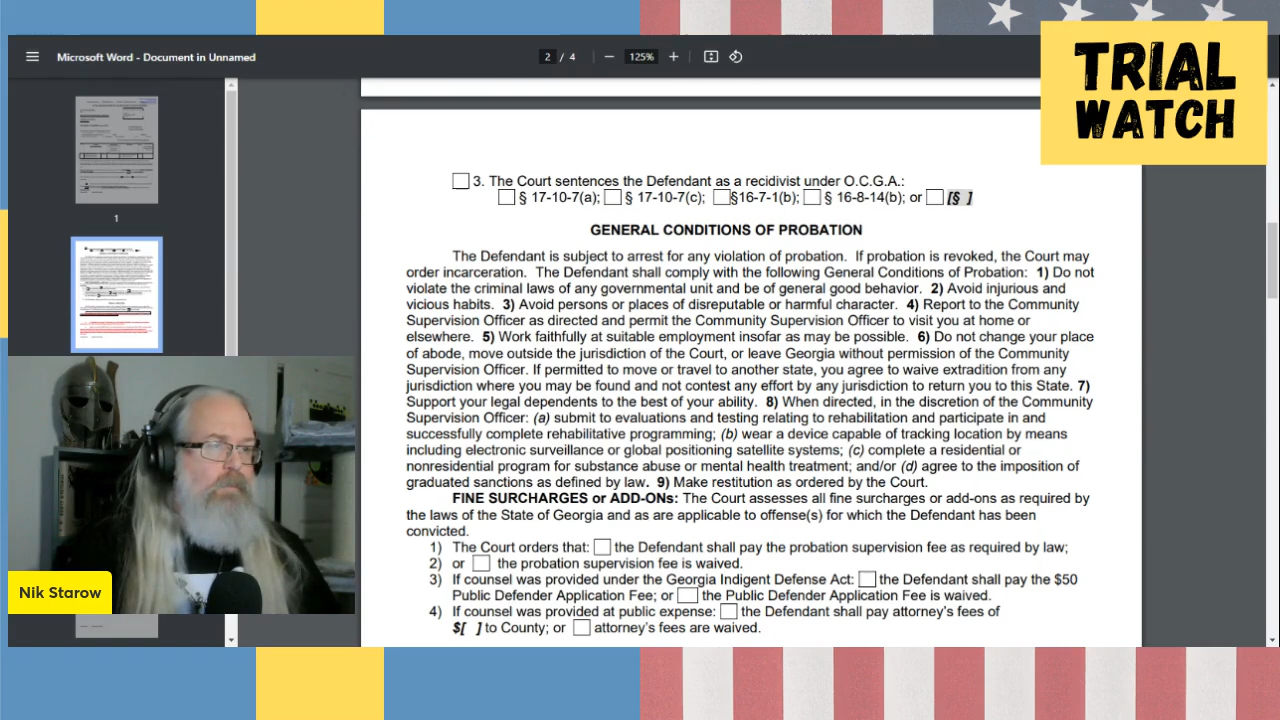 Microsoft Word - Document in Unnamed
2 / 4
125%
TRIAL
WATCH
1
3. The Court sentences the Defendant as a recidivist under O.C.G.A.:
§ 17-10-7(a); § 17-10-7(c); §16-7-1(b); § 16-8-14(b); or [§ ]
GENERAL CONDITIONS OF PROBATION
The Defendant is subject to arrest for any violation of probation. If probation is revoked, the Court may
order incarceration. The Defendant shall comply with the following General Conditions of Probation: 1) Do not
violate the criminal laws of any governmental unit and be of general good behavior. 2) Avoid injurious and
vicious habits. 3) Avoid persons or places of disreputable or harmful character. 4) Report to the Community
Supervision Officer as directed and permit the Community Supervision Officer to visit you at home or
elsewhere. 5) Work faithfully at suitable employment insofar as may be possible. 6) Do not change your place
of abode, move outside the jurisdiction of the Court, or leave Georgia without permission of the Community
Supervision Officer. If permitted to move or travel to another state, you agree to waive extradition from any
jurisdiction where you may be found and not contest any effort by any jurisdiction to return you to this State. 7)
Support your legal dependents to the best of your ability. 8) When directed, in the discretion of the Community
Supervision Officer: (a) submit to evaluations and testing relating to rehabilitation and participate in and
successfully complete rehabilitative programming; (b) wear a device capable of tracking location by means
including electronic surveillance or global positioning satellite systems; (c) complete a residential or
nonresidential program for substance abuse or mental health treatment; and/or (d) agree to the imposition of
graduated sanctions as defined by law. 9) Make restitution as ordered by the Court.
FINE SURCHARGES or ADD-ONs: The Court assesses all fine surcharges or add-ons as required by
the laws of the State of Georgia and as are applicable to offense(s) for which the Defendant has been
convicted.
1) The Court orders that: the Defendant shall pay the probation supervision fee as required by law;
2) or the probation supervision fee is waived.
3) If counsel was provided under the Georgia Indigent Defense Act: the Defendant shall pay the $50
Public Defender Application Fee; or the Public Defender Application Fee is waived.
4) If counsel was provided at public expense: the Defendant shall pay attorney's fees of
$[ ] to County; or attorney's fees are waived.
Nik Starow